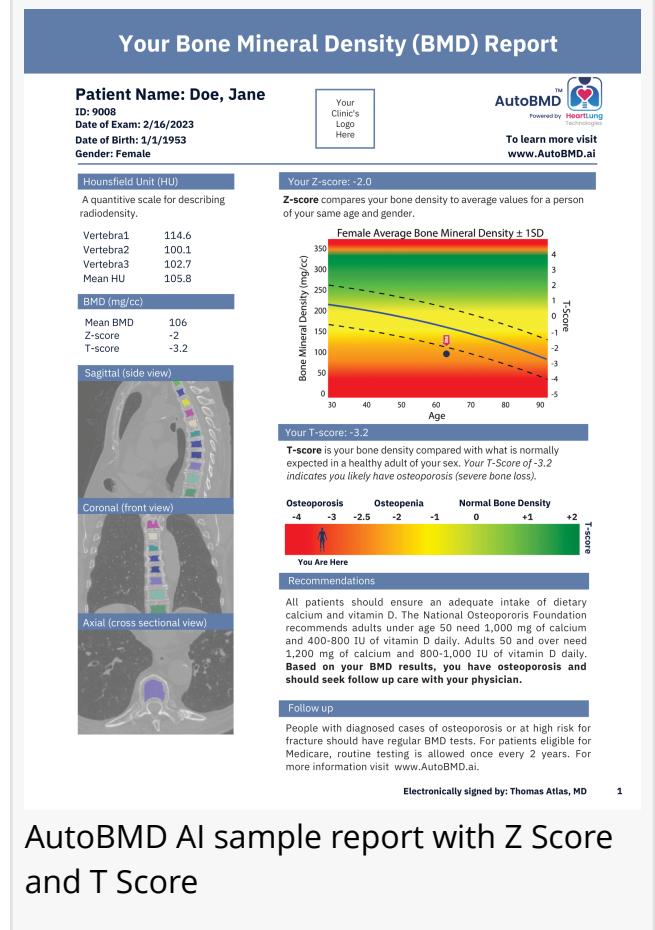 Your Bone Mineral Density (BMD) Report
Patient Name: Doe, Jane
ID: 9008
Date of Exam: 2/16/2023
Date of Birth: 1/1/1953
Gender: Female
Your
Clinic's
Logo
Here
AutoBMD TM
Powered by HeartLung
Technologies
To learn more visit
www.AutoBMD.ai
Hounsfield Unit (HU)
A quantitive scale for describing
radiodensity.
Vertebra1 114.6
Vertebra2 100.1
Vertebra3 102.7
Mean HU 105.8
BMD (mg/cc)
Mean BMD 106
Z-score -2
T-score -3.2
Sagittal (side view)
Coronal (front view)
Axial (cross sectional view)
Your Z-score: -2.0
Z-score compares your bone density to average values for a person
of your same age and gender.
Female Average Bone Mineral Density ± 1SD
Bone Mineral Density (mg/cc)
350
300
250
200
150
100
50
0
4
3
2
1
0
-1
-2
-3
-4
-5
T-Score
30 40 50 60 70 80 90
Age
Your T-score: -3.2
T-score is your bone density compared with what is normally
expected in a healthy adult of your sex. Your T-Score of -3.2
indicates you likely have osteoporosis (severe bone loss).
Osteoporosis Osteopenia Normal Bone Density
-4 -3 -2.5 -2 -1 0 +1 +2
T-score
You Are Here
Recommendations
All patients should ensure an adequate intake of dietary
calcium and vitamin D. The National Osteopororis Foundation
recommends adults under age 50 need 1,000 mg of calcium
and 400-800 IU of vitamin D daily. Adults 50 and over need
1,200 mg of calcium and 800-1,000 IU of vitamin D daily.
Based on your BMD results, you have osteoporosis and
should seek follow up care with your physician.
Follow up
People with diagnosed cases of osteoporosis or at high risk for
fracture should have regular BMD tests. For patients eligible for
Medicare, routine testing is allowed once every 2 years. For
more information visit www.AutoBMD.ai.
Electronically signed by: Thomas Atlas, MD 1
AutoBMD AI sample report with Z Score
and T Score